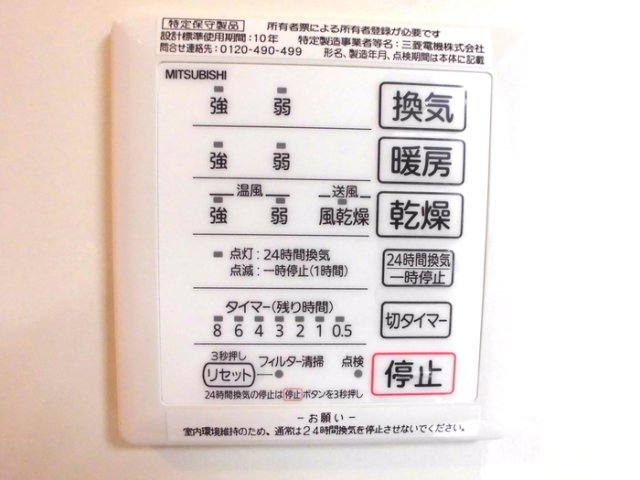 特定保守製品 所有者票による所有者登録が必要です
設計標準使用期間:10年 特定製造事業者等名:三菱電機株式会社
問合せ連絡先:0120-490-499 形名、製造年月、点検期間は本体に記載
MITSUBISHI
強 弱 換気
強 弱 暖房
温風 送風
強 弱 風乾燥 乾燥
点灯:24時間換気
点滅:一時停止(1時間)
24時間換気
一時停止
タイマー(残り時間)
8 6 4 3 2 1 0.5
切タイマー
3秒押し
リセット フィルター清掃 点検
停止
24時間換気の停止は停止ボタンを3秒押し
-お願い-
室内環境維持のため、通常は24時間換気を停止させないでください。